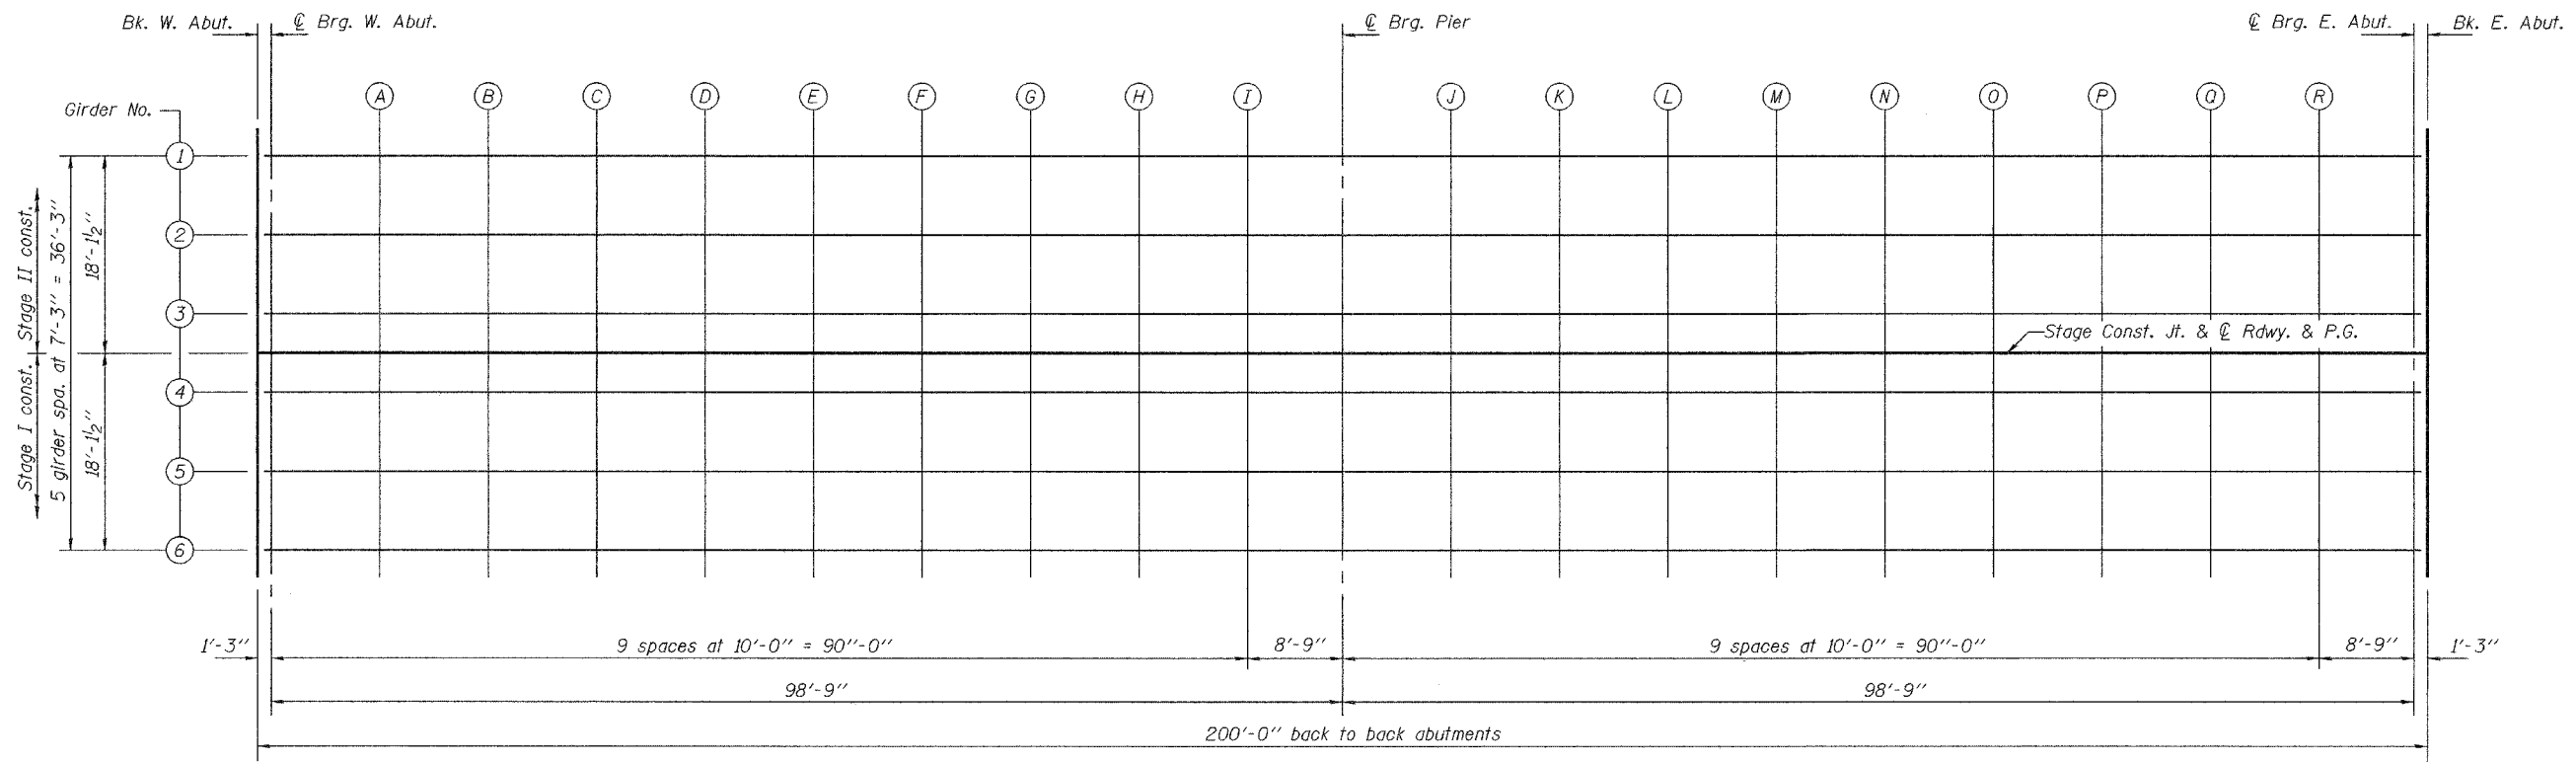 Bk. W. Abut.
℄ Brg. W. Abut.
℄ Brg. Pier
℄ Brg. E. Abut.
Bk. E. Abut.
A B C D E F G H I J K L M N O P Q R
Girder No.
1
2
3
4
5
6
Stage II const.
Stage I const.
5 girder spa. at 7'-3" = 36'-3"
18'-1½"
18'-1½"
Stage Const. Jt. & ℄ Rdwy. & P.G.
1'-3"
9 spaces at 10'-0" = 90"-0"
8'-9"
9 spaces at 10'-0" = 90"-0"
8'-9"
1'-3"
98'-9"
98'-9"
200'-0" back to back abutments